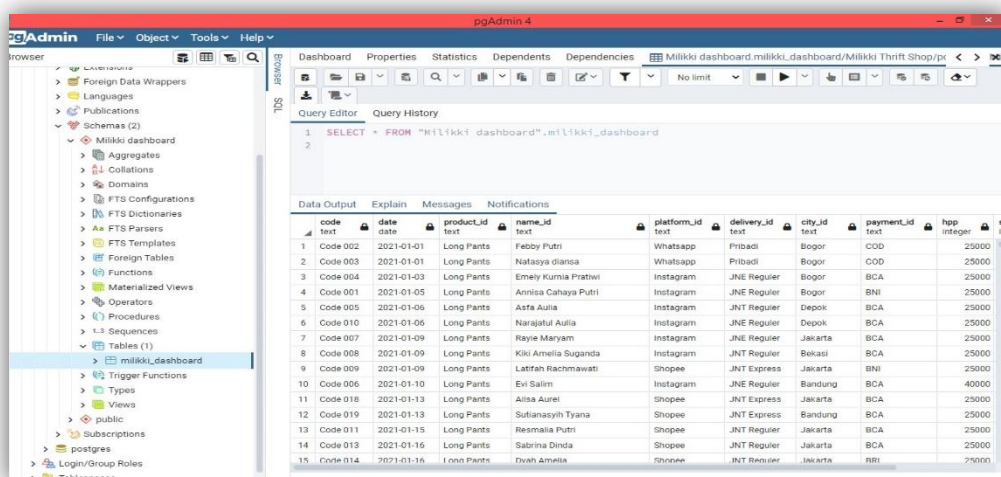 pgAdmin 4
pgAdmin File Object Tools Help
Browser
Extensions
Foreign Data Wrappers
Languages
Publications
Schemas (2)
Milikki dashboard
Aggregates
Collations
Domains
FTS Configurations
FTS Dictionaries
FTS Parsers
FTS Templates
Foreign Tables
Functions
Materialized Views
Operators
Procedures
1..3 Sequences
Tables (1)
milikki_dashboard
Trigger Functions
Types
Views
public
Subscriptions
postgres
Login/Group Roles
Browser
SQL
Dashboard Properties Statistics Dependents Dependencies Milikki dashboard.milikki_dashboard/Milikki Thrift Shop/po
No limit
Query Editor Query History
1 SELECT * FROM "Milikki dashboard".milikki_dashboard
2
Data Output Explain Messages Notifications
code date product_id name_id platform_id delivery_id city_id payment_id hpp
text date text text text text text text integer
1 Code 002 2021-01-01 Long Pants Febby Putri Whatsapp Pribadi Bogor COD 25000
2 Code 003 2021-01-01 Long Pants Natasya diansa Whatsapp Pribadi Bogor COD 25000
3 Code 004 2021-01-03 Long Pants Emely Kurnia Pratiwi Instagram JNE Reguler Bogor BCA 25000
4 Code 001 2021-01-05 Long Pants Annisa Cahaya Putri Instagram JNE Reguler Bogor BNI 25000
5 Code 005 2021-01-06 Long Pants Asfa Aulia Instagram JNT Reguler Depok BCA 25000
6 Code 010 2021-01-06 Long Pants Narajatul Aulia Instagram JNE Reguler Depok BCA 25000
7 Code 007 2021-01-09 Long Pants Rayie Maryam Instagram JNE Reguler Jakarta BCA 25000
8 Code 008 2021-01-09 Long Pants Kiki Amelia Suganda Instagram JNT Reguler Bekasi BCA 25000
9 Code 009 2021-01-09 Long Pants Latifah Rachmawati Shopee JNT Express Jakarta BNI 25000
10 Code 006 2021-01-10 Long Pants Evi Salim Instagram JNE Reguler Bandung BCA 40000
11 Code 018 2021-01-13 Long Pants Alisa Aurel Shopee JNT Express Jakarta BCA 25000
12 Code 019 2021-01-13 Long Pants Sutianasyih Tyana Shopee JNT Express Bandung BCA 25000
13 Code 011 2021-01-15 Long Pants Resmalia Putri Shopee JNT Reguler Jakarta BCA 25000
14 Code 013 2021-01-16 Long Pants Sabrina Dinda Shopee JNT Reguler Jakarta BCA 25000
15 Code 014 2021-01-16 Long Pants Dyah Amelia Shopee JNT Reguler Jakarta BRI 25000